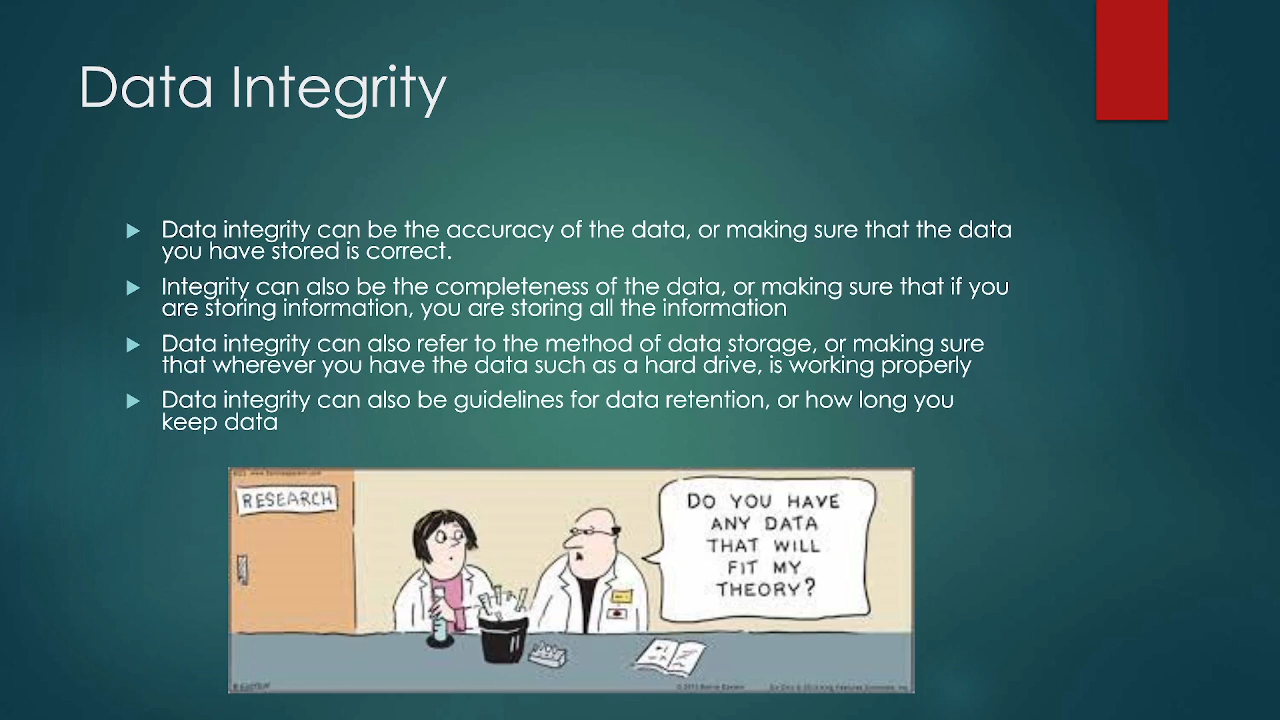 Data Integrity
Data integrity can be the accuracy of the data, or making sure that the data
you have stored is correct.
Integrity can also be the completeness of the data, or making sure that if you
are storing information, you are storing all the information
Data integrity can also refer to the method of data storage, or making sure
that wherever you have the data such as a hard drive, is working properly
Data integrity can also be guidelines for data retention, or how long you
keep data
RESEARCH
DO YOU HAVE
ANY DATA
THAT WILL
FIT MY
THEORY?